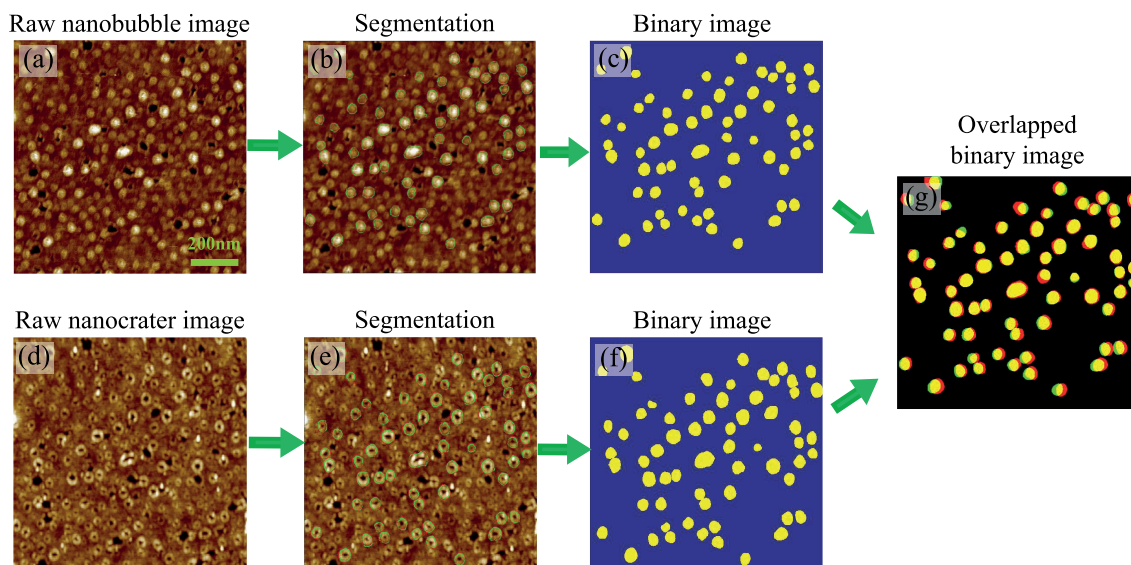 Raw nanobubble image
Segmentation
Binary image
(a)
(b)
(c)
200nm
Overlapped
binary image
(g)
Raw nanocrater image
Segmentation
Binary image
(d)
(e)
(f)